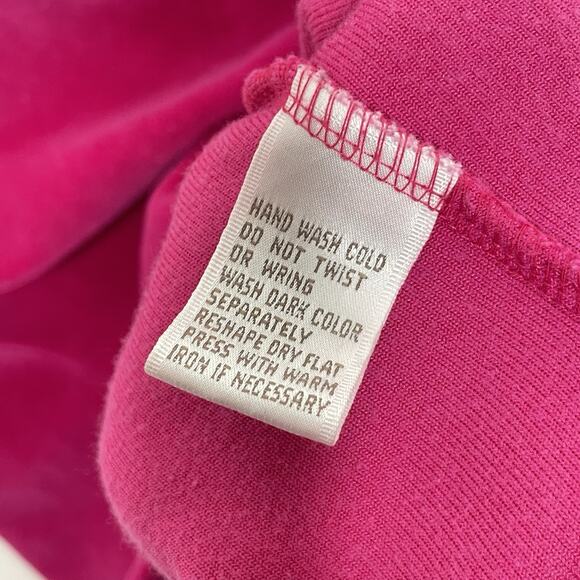 HAND WASH COLD
DO NOT TWIST
OR WRING
WASH DARK COLOR
SEPARATELY
RESHAPE DRY FLAT
PRESS WITH WARM
IRON IF NECESSARY